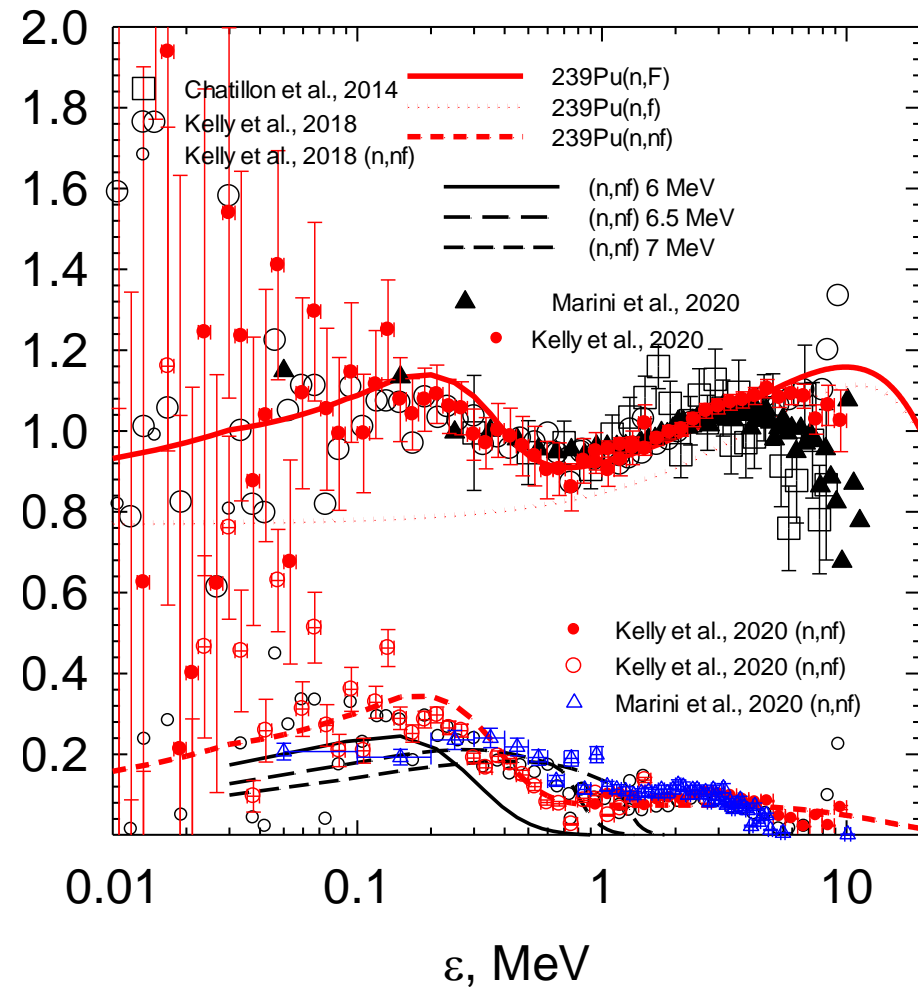 2.0
1.8
1.6
1.4
1.2
1.0
0.8
0.6
0.4
0.2
Chatillon et al., 2014
Kelly et al., 2018
Kelly et al., 2018 (n,nf)
239Pu(n,F)
239Pu(n,f)
239Pu(n,nf)
(n,nf) 6 MeV
(n,nf) 6.5 MeV
(n,nf) 7 MeV
Marini et al., 2020
Kelly et al., 2020
Kelly et al., 2020 (n,nf)
Kelly et al., 2020 (n,nf)
Marini et al., 2020 (n,nf)
0.01 0.1 1 10
ε, MeV